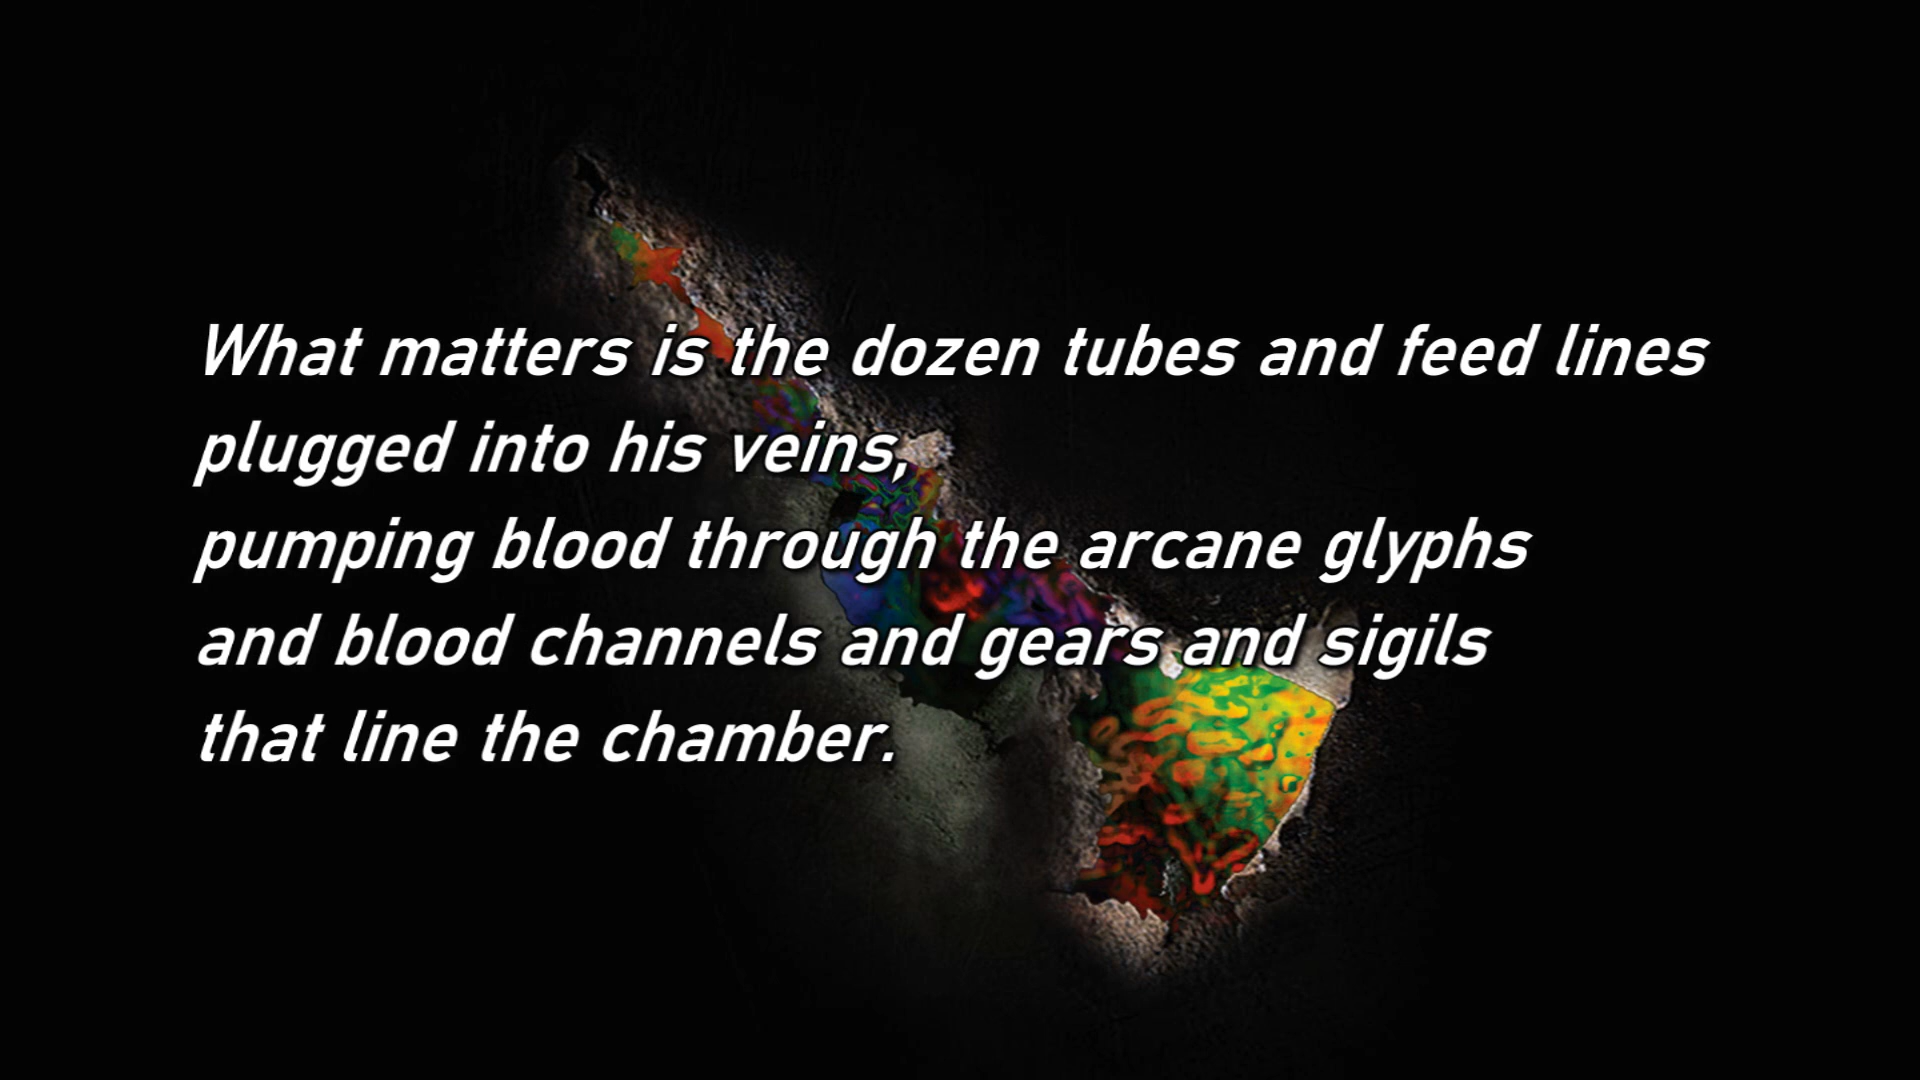 What matters is the dozen tubes and feed lines
plugged into his veins,
pumping blood through the arcane glyphs
and blood channels and gears and sigils
that line the chamber.